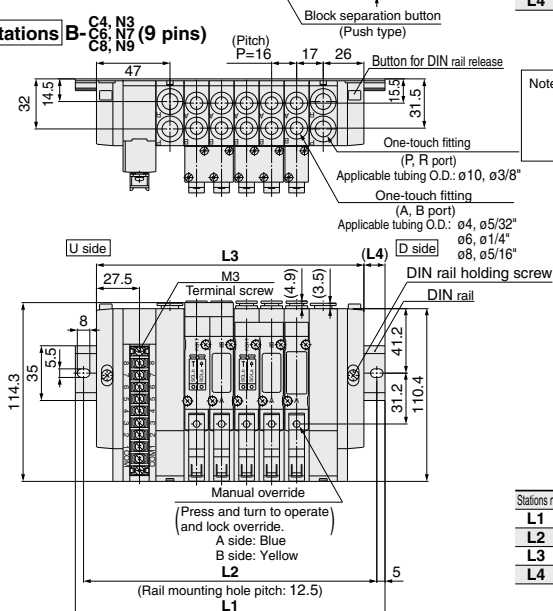 Block separation button
(Push type)
L4
tations B- C4, N3
C6, N7
C8, N9
(9 pins)
(Pitch)
P=16
17
26
47
Button for DIN rail release
14.5
32
15.5
31.5
Note
One-touch fitting
(P, R port)
Applicable tubing O.D.: ø10, ø3/8"
One-touch fitting
(A, B port)
Applicable tubing O.D.: ø4, ø5/32"
ø6, ø1/4"
ø8, ø5/16"
U side
L3
(L4)
D side
27.5
M3
Terminal screw
(4.9)
(3.5)
DIN rail holding screw
DIN rail
8
5.5
35
114.3
41.2
31.2
110.4
Manual override
(Press and turn to operate
and lock override.)
A side: Blue
B side: Yellow
L2
5
(Rail mounting hole pitch: 12.5)
L1
Stations n
L1
L2
L3
L4